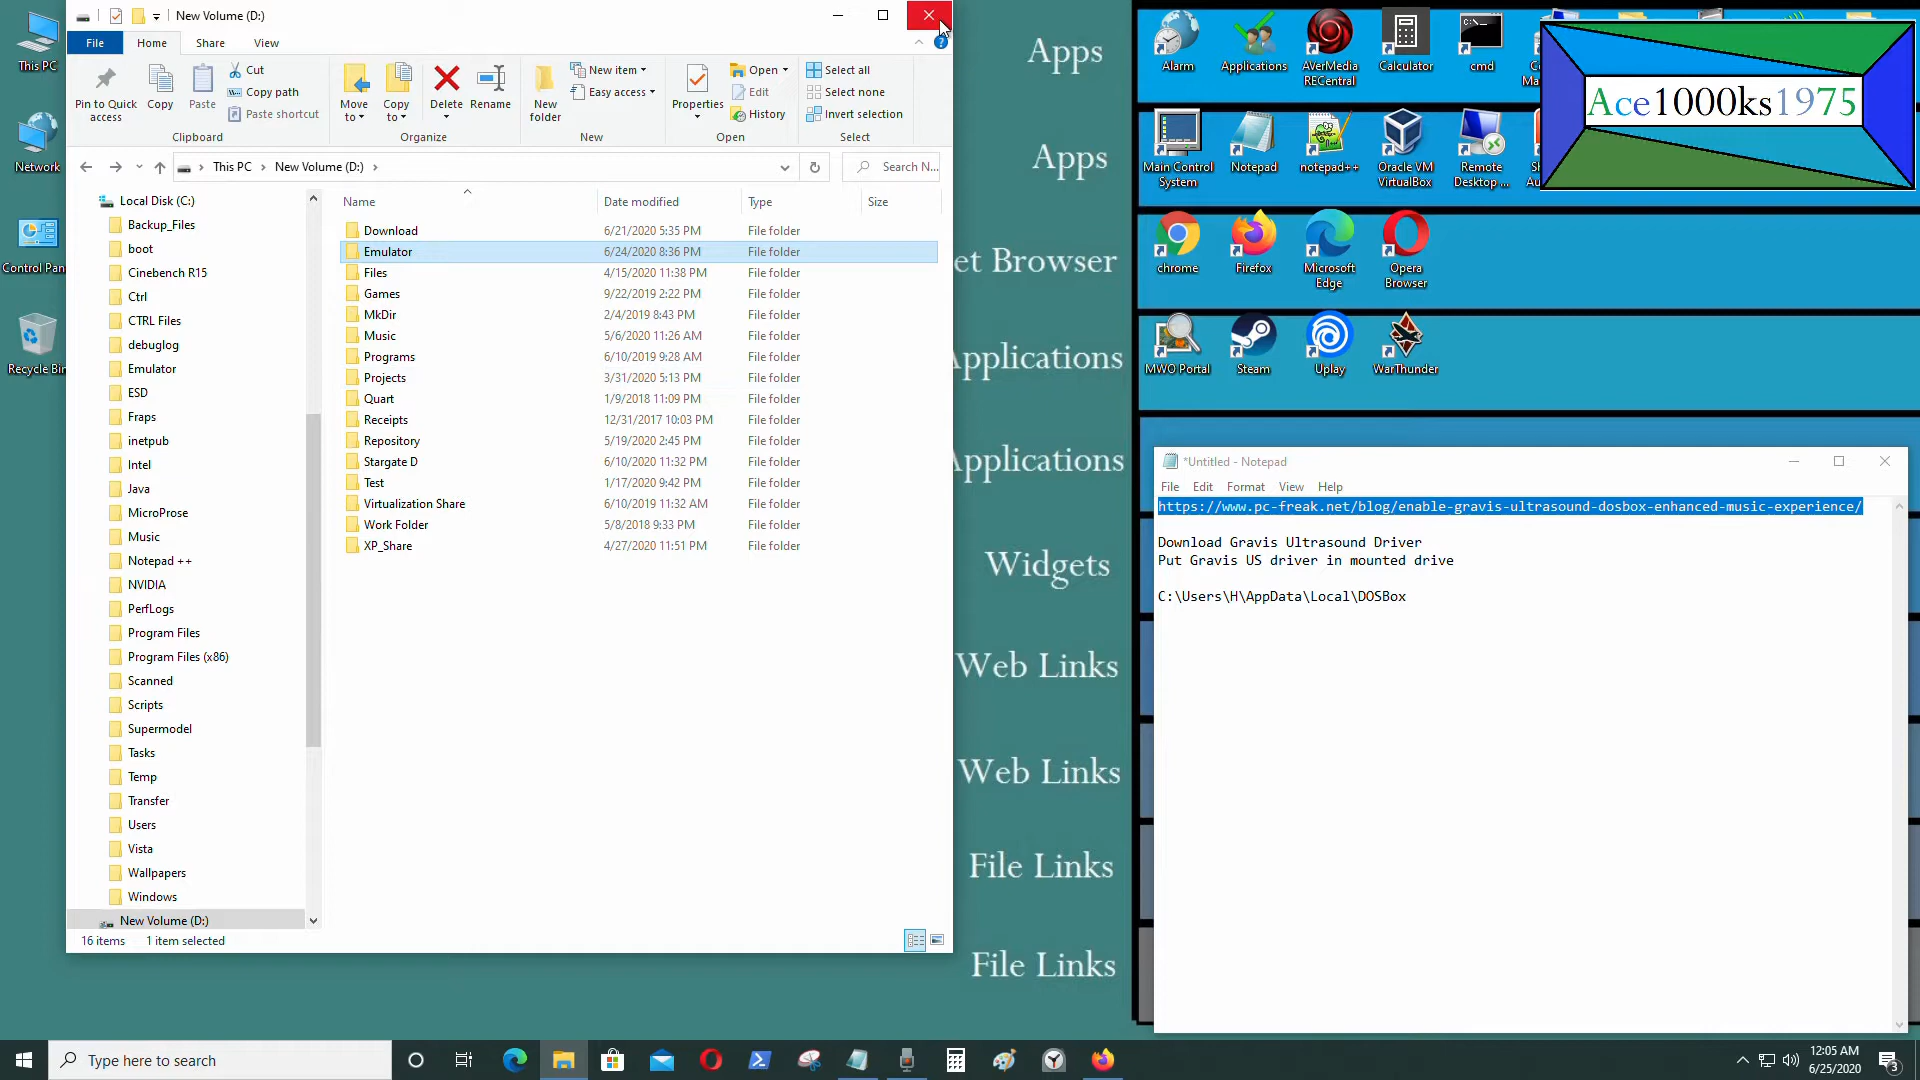 New Volume (D:)
File Home Share View
Pin to Quick access
Copy
Paste
Cut
Copy path
Paste shortcut
Clipboard
Move to
Copy to
Delete
Rename
Organize
New folder
New item
Easy access
New
Properties
Open
Edit
History
Open
Select all
Select none
Invert selection
Select
This PC > New Volume (D:) >
Search N...
Name Date modified Type Size
Download 6/21/2020 5:35 PM File folder
Emulator 6/24/2020 8:36 PM File folder
Files 4/15/2020 11:38 PM File folder
Games 9/22/2019 2:22 PM File folder
MkDir 2/4/2019 8:43 PM File folder
Music 5/6/2020 11:26 AM File folder
Programs 6/10/2019 9:28 AM File folder
Projects 3/31/2020 5:13 PM File folder
Quart 1/9/2018 11:09 PM File folder
Receipts 12/31/2017 10:03 PM File folder
Repository 5/19/2020 2:45 PM File folder
Stargate D 6/10/2020 11:32 PM File folder
Test 1/17/2020 9:42 PM File folder
Virtualization Share 6/10/2019 11:32 AM File folder
Work Folder 5/8/2018 9:33 PM File folder
XP_Share 4/27/2020 11:51 PM File folder
Local Disk (C:)
Backup_Files
boot
Cinebench R15
Ctrl
CTRL Files
debuglog
Emulator
ESD
Fraps
inetpub
Intel
Java
MicroProse
Music
Notepad ++
NVIDIA
PerfLogs
Program Files
Program Files (x86)
Scanned
Scripts
Supermodel
Tasks
Temp
Transfer
Users
Vista
Wallpapers
Windows
New Volume (D:)
16 items 1 item selected
This PC
Network
Control Pan
Recycle Bin
Apps
Apps
et Browser
Applications
Applications
Widgets
Web Links
Web Links
File Links
File Links
Alarm
Applications
AVerMedia RECentral
Calculator
cmd
Main Control System
Notepad
notepad++
Oracle VM VirtualBox
Remote Desktop ...
chrome
Firefox
Microsoft Edge
Opera Browser
MWO Portal
Steam
Uplay
WarThunder
Ace1000ks1975
*Untitled - Notepad
File Edit Format View Help
https://www.pc-freak.net/blog/enable-gravis-ultrasound-dosbox-enhanced-music-experience/
Download Gravis Ultrasound Driver
Put Gravis US driver in mounted drive
C:\Users\H\AppData\Local\DOSBox
Type here to search
12:05 AM
6/25/2020
3